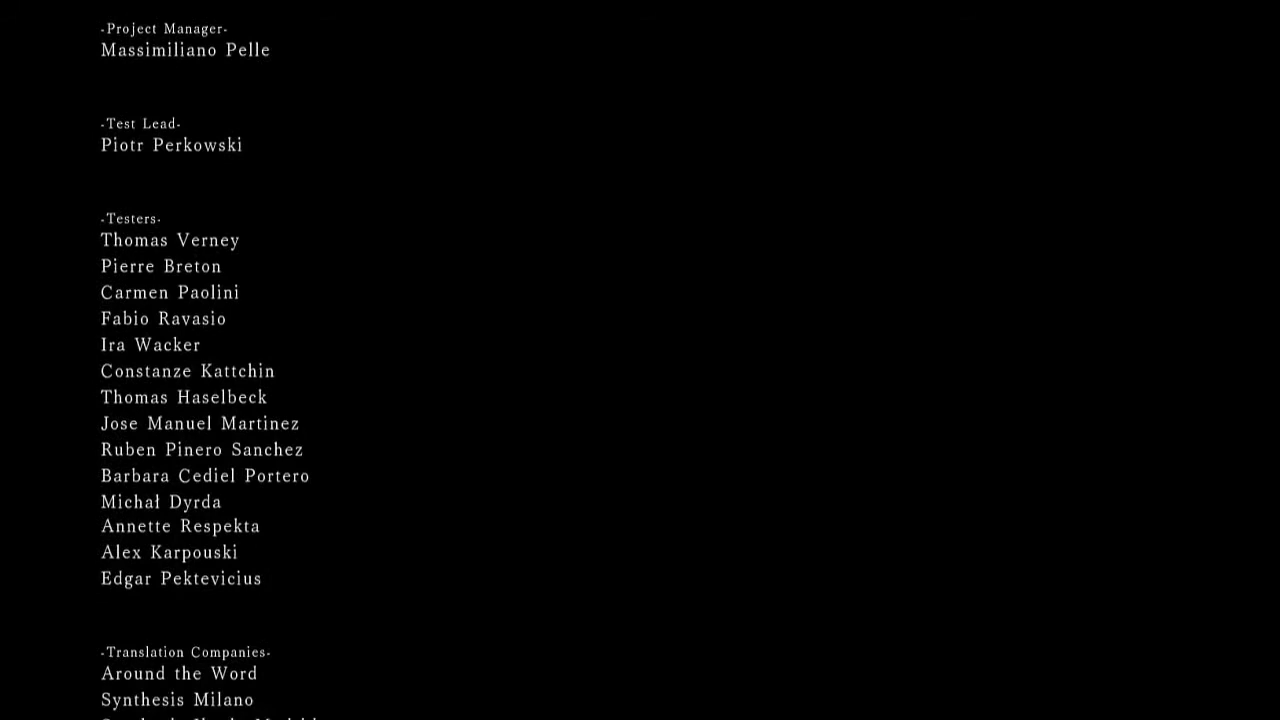 -Project Manager-
Massimiliano Pelle
-Test Lead-
Piotr Perkowski
-Testers-
Thomas Verney
Pierre Breton
Carmen Paolini
Fabio Ravasio
Ira Wacker
Constanze Kattchin
Thomas Haselbeck
Jose Manuel Martinez
Ruben Pinero Sanchez
Barbara Cediel Portero
Michał Dyrda
Annette Respekta
Alex Karpouski
Edgar Pektevicius
-Translation Companies-
Around the Word
Synthesis Milano